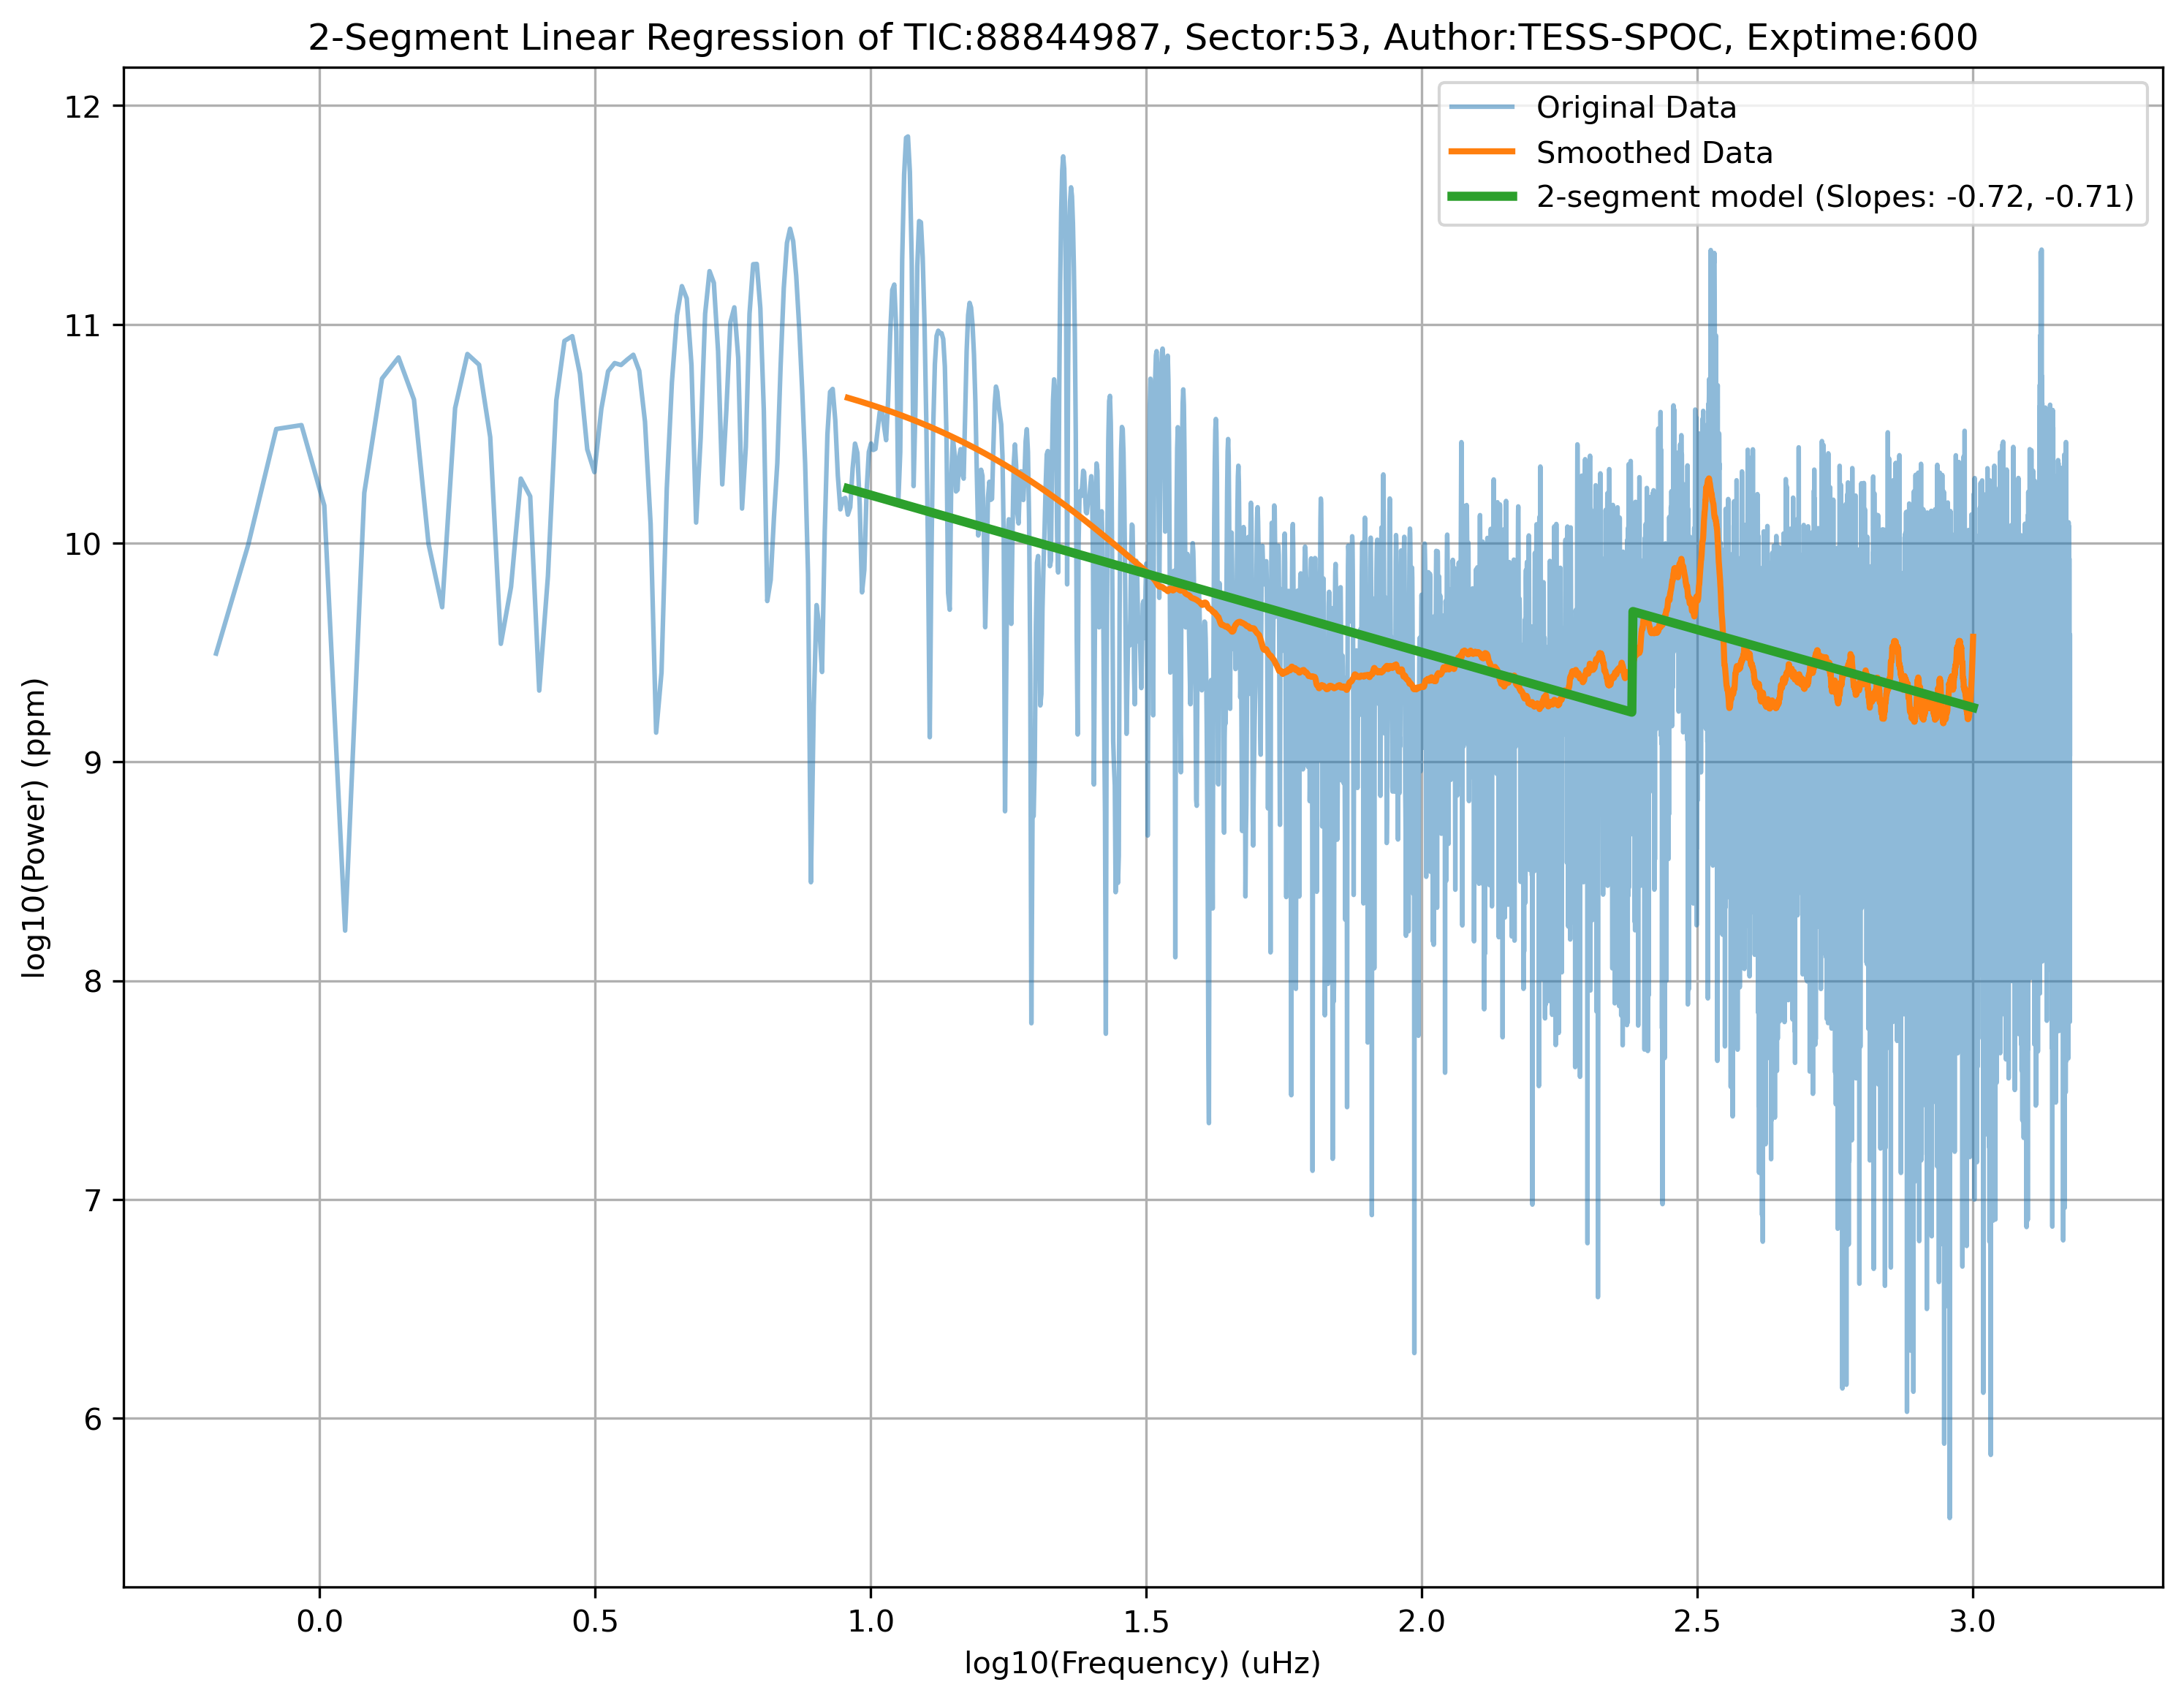 2-Segment Linear Regression of TIC:88844987, Sector:53, Author:TESS-SPOC, Exptime:600
Original Data
Smoothed Data
2-segment model (Slopes: -0.72, -0.71)
log10(Power) (ppm)
12
11
10
9
8
7
6
0.0 0.5 1.0 1.5 2.0 2.5 3.0
log10(Frequency) (uHz)